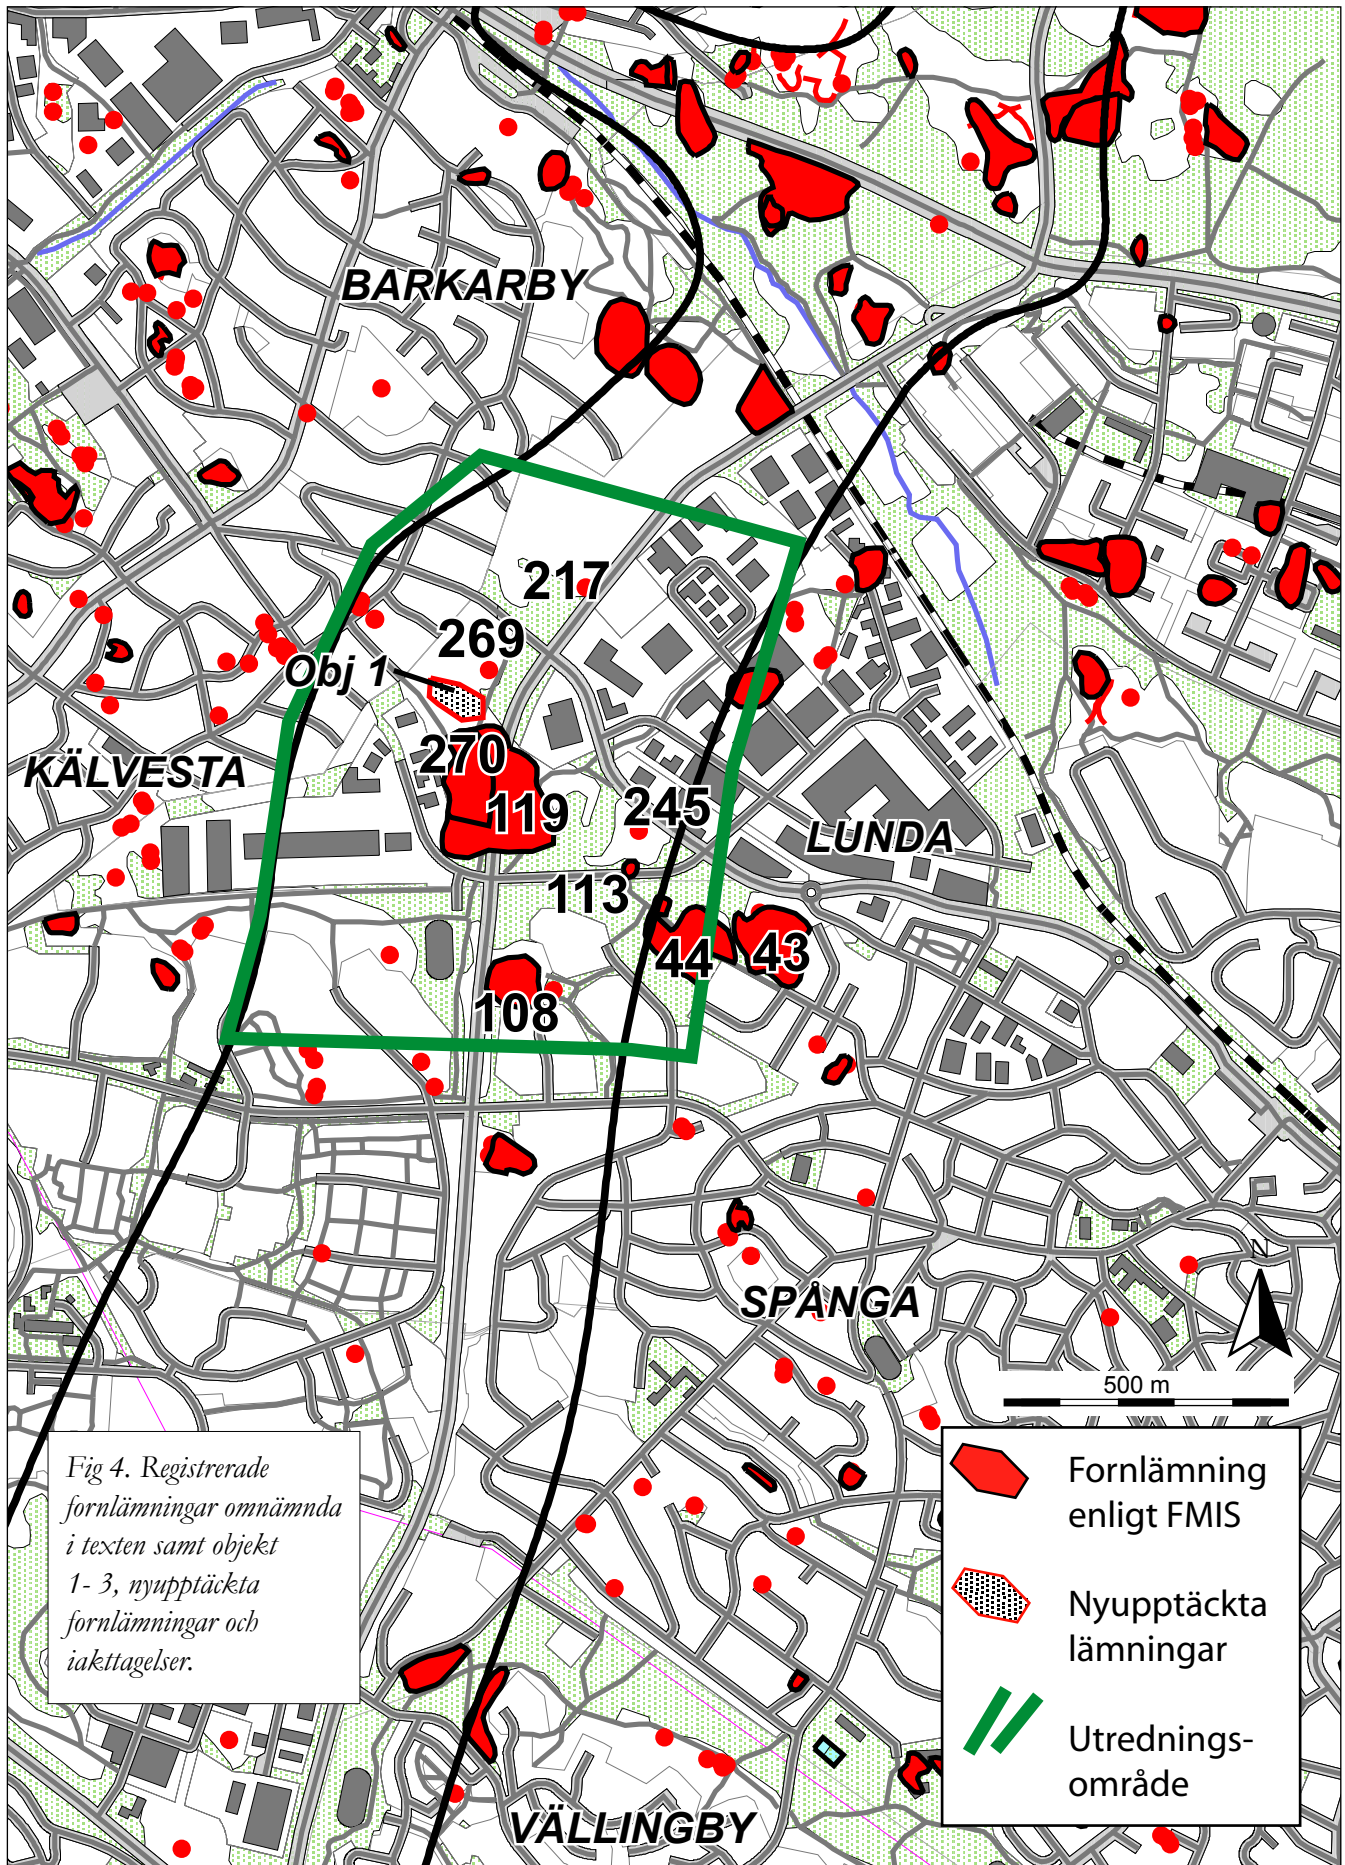 BARKARBY
217
269
Obj 1
270
KÄLVESTA
119
245
LUNDA
113
44
43
108
N
SPÅNGA
500 m
Fig 4. Registrerade
fornlämningar omnämnda
i texten samt objekt
1- 3, nyupptäckta
fornlämningar och
iakttagelser.
Fornlämning
enligt FMIS
Nyupptäckta
lämningar
Utrednings-
område
VÄLLINGBY